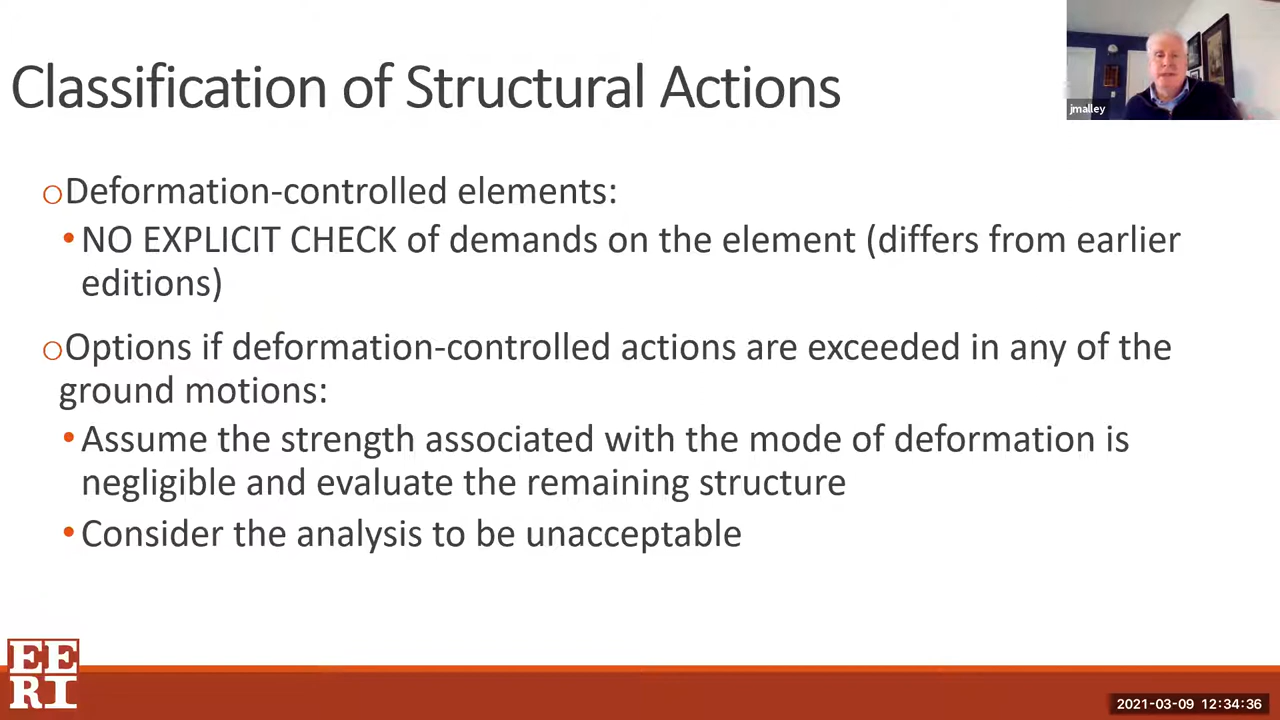 Classification of Structural Actions
jmalley
Deformation-controlled elements:
•NO EXPLICIT CHECK of demands on the element (differs from earlier
editions)
Options if deformation-controlled actions are exceeded in any of the
ground motions:
•Assume the strength associated with the mode of deformation is
negligible and evaluate the remaining structure
•Consider the analysis to be unacceptable
EE
RI
2021-03-09 12:34:36